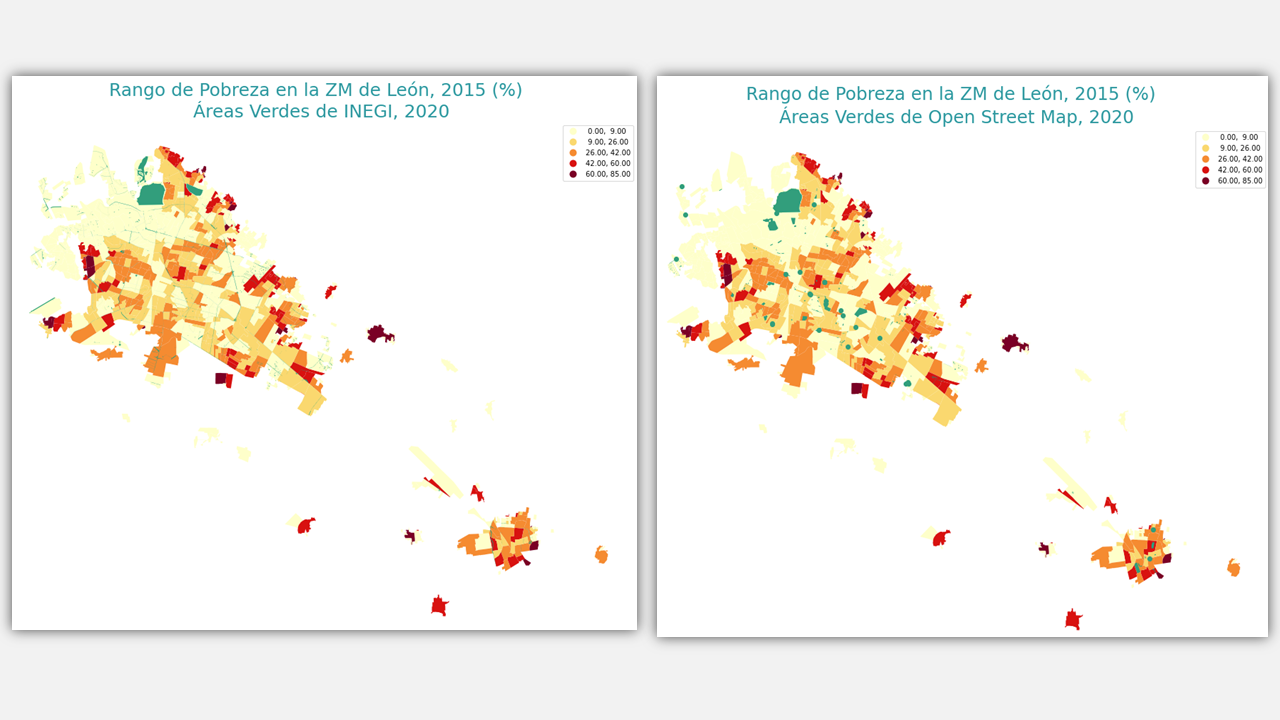 Rango de Pobreza en la ZM de León, 2015 (%)
Áreas Verdes de INEGI, 2020
0.00, 9.00
9.00, 26.00
26.00, 42.00
42.00, 60.00
60.00, 85.00
Rango de Pobreza en la ZM de León, 2015 (%)
Áreas Verdes de Open Street Map, 2020
0.00, 9.00
9.00, 26.00
26.00, 42.00
42.00, 60.00
60.00, 85.00